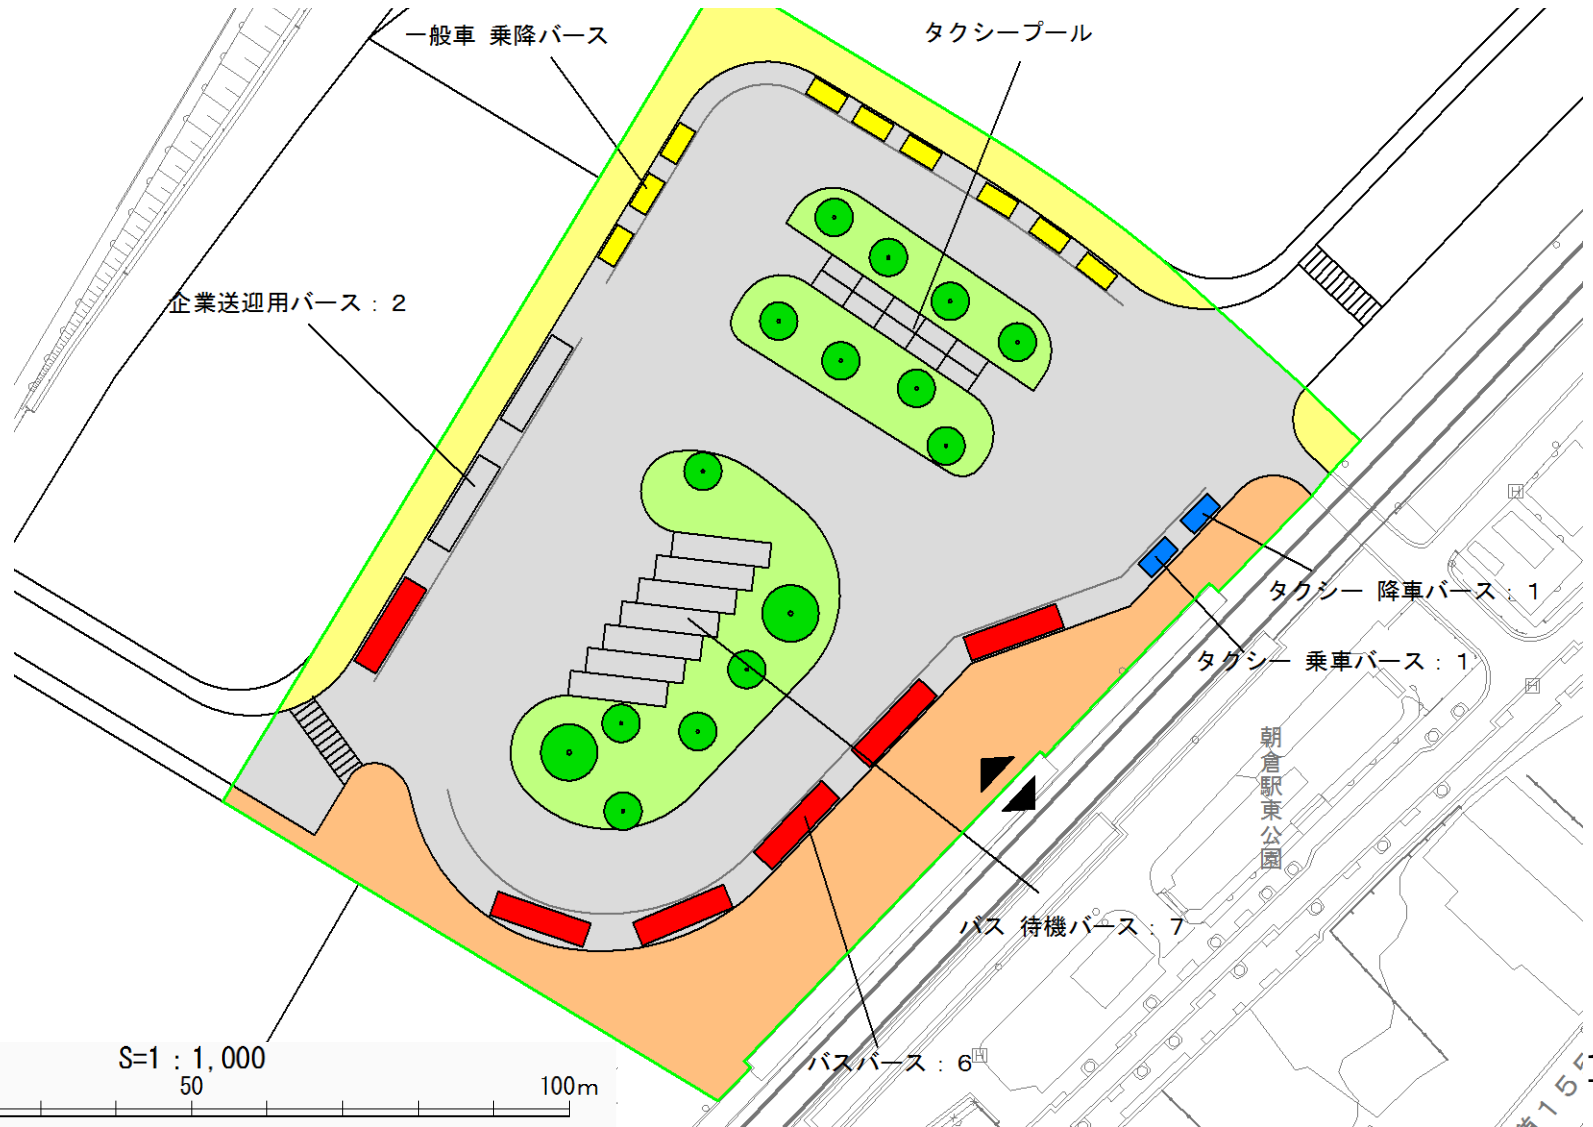 一般車 乗降バース
タクシープール
企業送迎用バース：2
タクシー 降車バース：1
タクシー 乗車バース：1
朝倉駅東公園
バス 待機バース：7
バスバース：6
S=1：1,000
50
100m
H
H
H
155